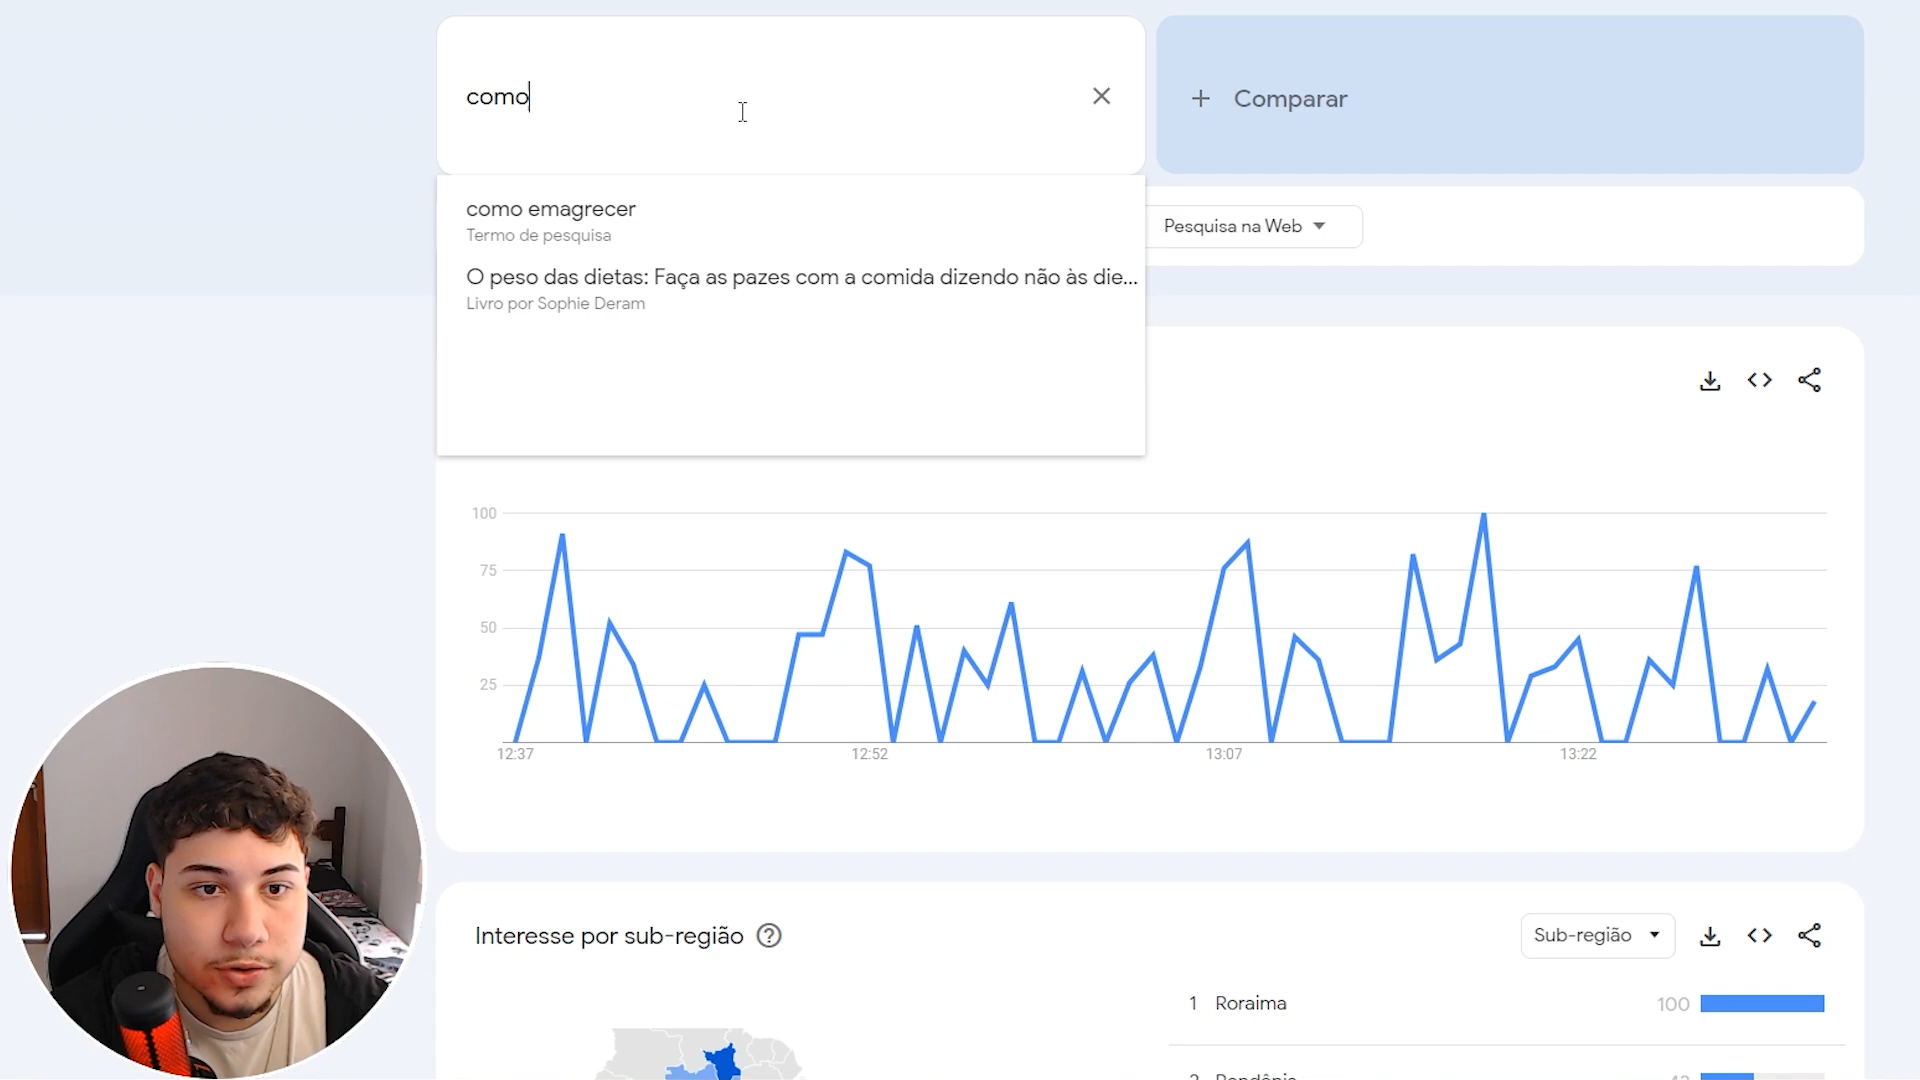 como
+ Comparar
como emagrecer
Termo de pesquisa
Pesquisa na Web
O peso das dietas: Faça as pazes com a comida dizendo não às die...
Livro por Sophie Deram
100
75
50
25
12:37
12:52
13:07
13:22
Interesse por sub-região
Sub-região
1 Roraima 100